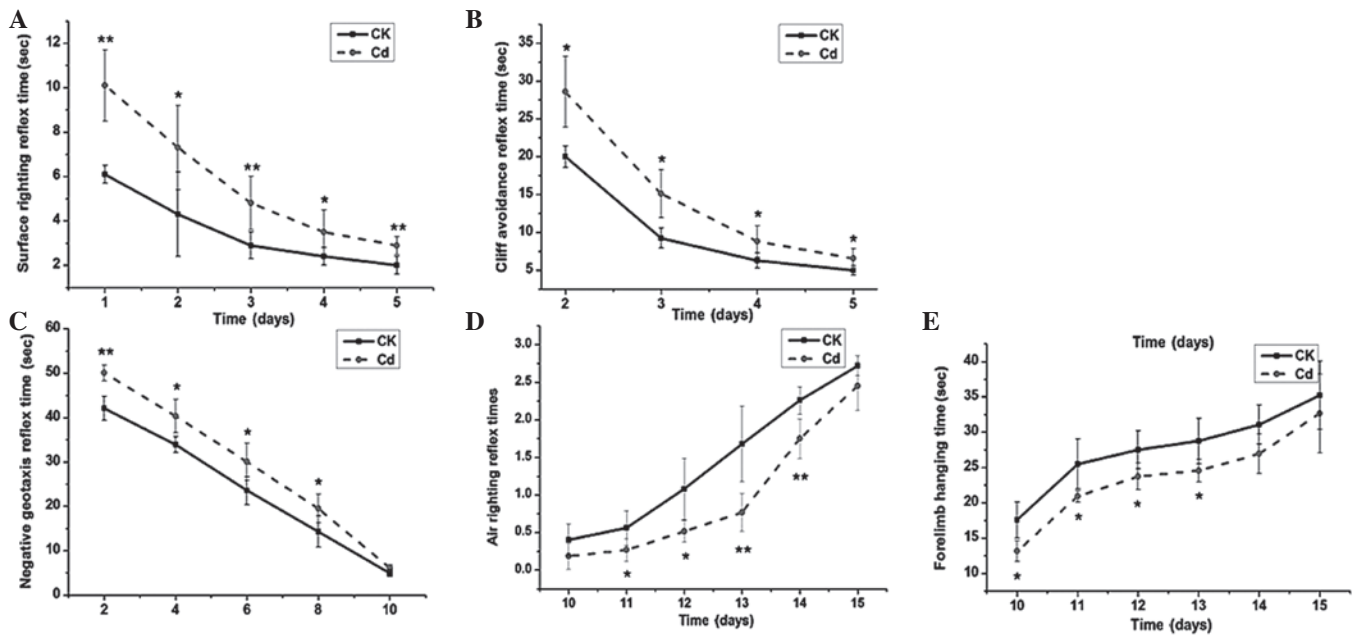 A
Surface righting reflex time (sec)
12
10
8
6
4
2
**
*
**
*
**
CK
Cd
1 2 3 4 5
Time (days)
B
Cliff avoidance reflex time (sec)
35
30
25
20
15
10
5
*
*
*
*
CK
Cd
2 3 4 5
Time (days)
C
Negative geotaxis reflex time (sec)
60
50
40
30
20
10
0
**
*
*
*
CK
Cd
2 4 6 8 10
Time (days)
D
Air righting reflex times
3.0
2.5
2.0
1.5
1.0
0.5
0.0
*
*
**
**
CK
Cd
10 11 12 13 14 15
Time (days)
E
Time (days)
Forelimb hanging time (sec)
40
35
30
25
20
15
10
*
*
*
*
CK
Cd
10 11 12 13 14 15
Time (days)